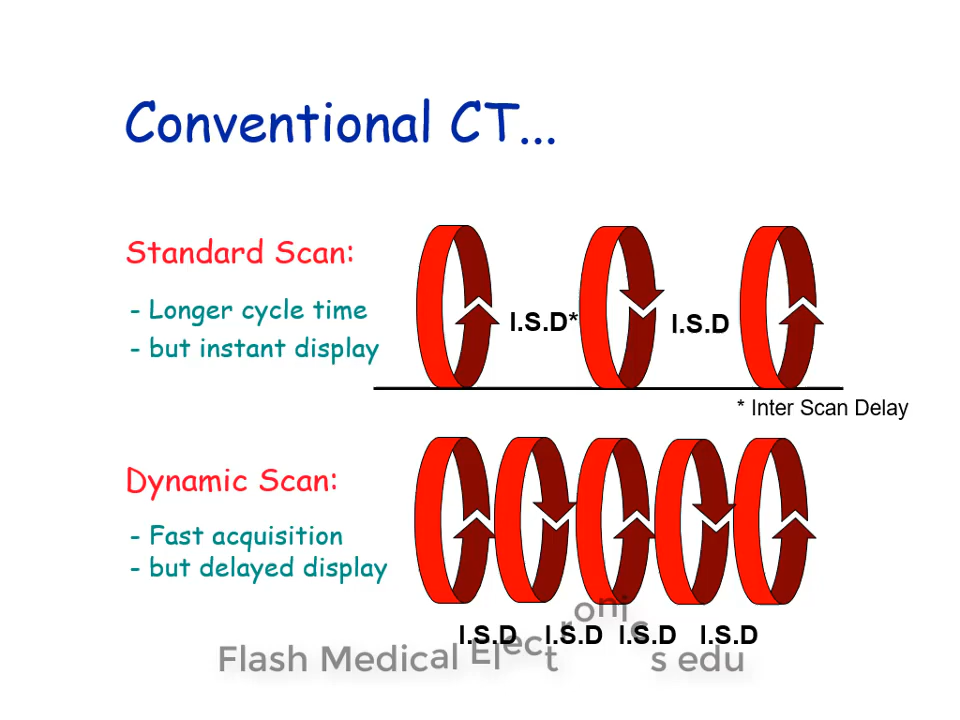 Conventional CT...
Standard Scan:
- Longer cycle time
- but instant display
I.S.D*
I.S.D
* Inter Scan Delay
Dynamic Scan:
- Fast acquisition
- but delayed display
I.S.D I.S.D I.S.D I.S.D
Flash Medical Electronics edu